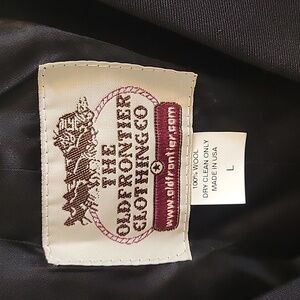 THE
OLDFRONTIER
CLOTHING CO
www.oldfrontier.com
100% WOOL
DRY CLEAN ONLY
MADE IN USA
L